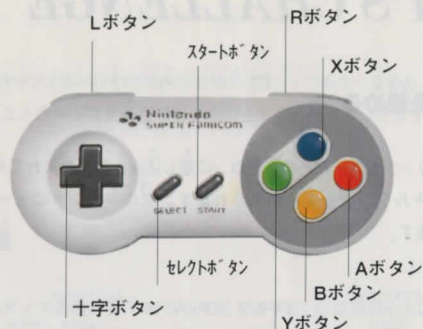 Lボタン
Rボタン
スタートボタン
Xボタン
Nintendo
SUPER FAMICOM
SELECT START
セレクトボタン
Aボタン
十字ボタン
Bボタン
Yボタン